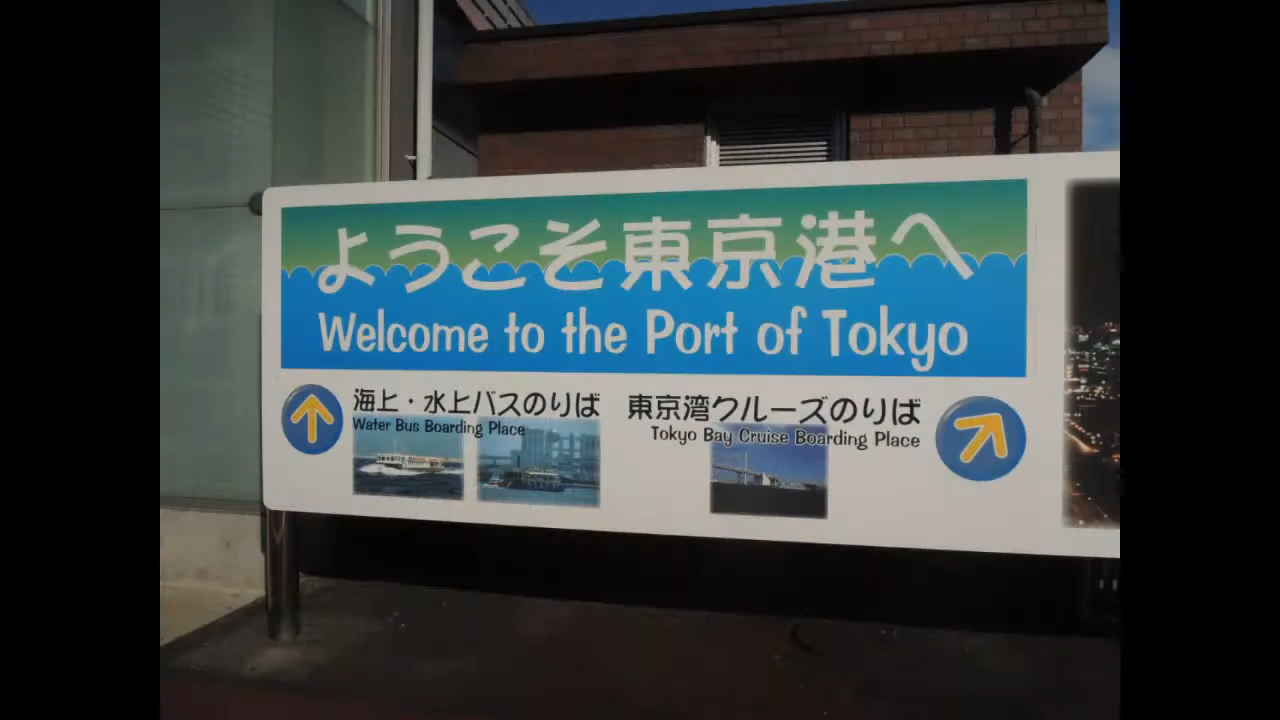 ようこそ東京港へ
Welcome to the Port of Tokyo
海上・水上バスのりば
Water Bus Boarding Place
東京湾クルーズのりば
Tokyo Bay Cruise Boarding Place